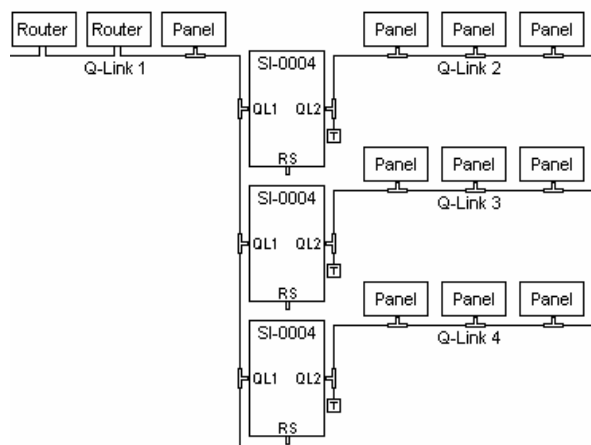 Router Router Panel
Q-Link 1
SI-0004
QL1 QL2
T
RS
Panel Panel Panel
Q-Link 2
SI-0004
QL1 QL2
T
RS
Panel Panel Panel
Q-Link 3
SI-0004
QL1 QL2
T
RS
Panel Panel Panel
Q-Link 4